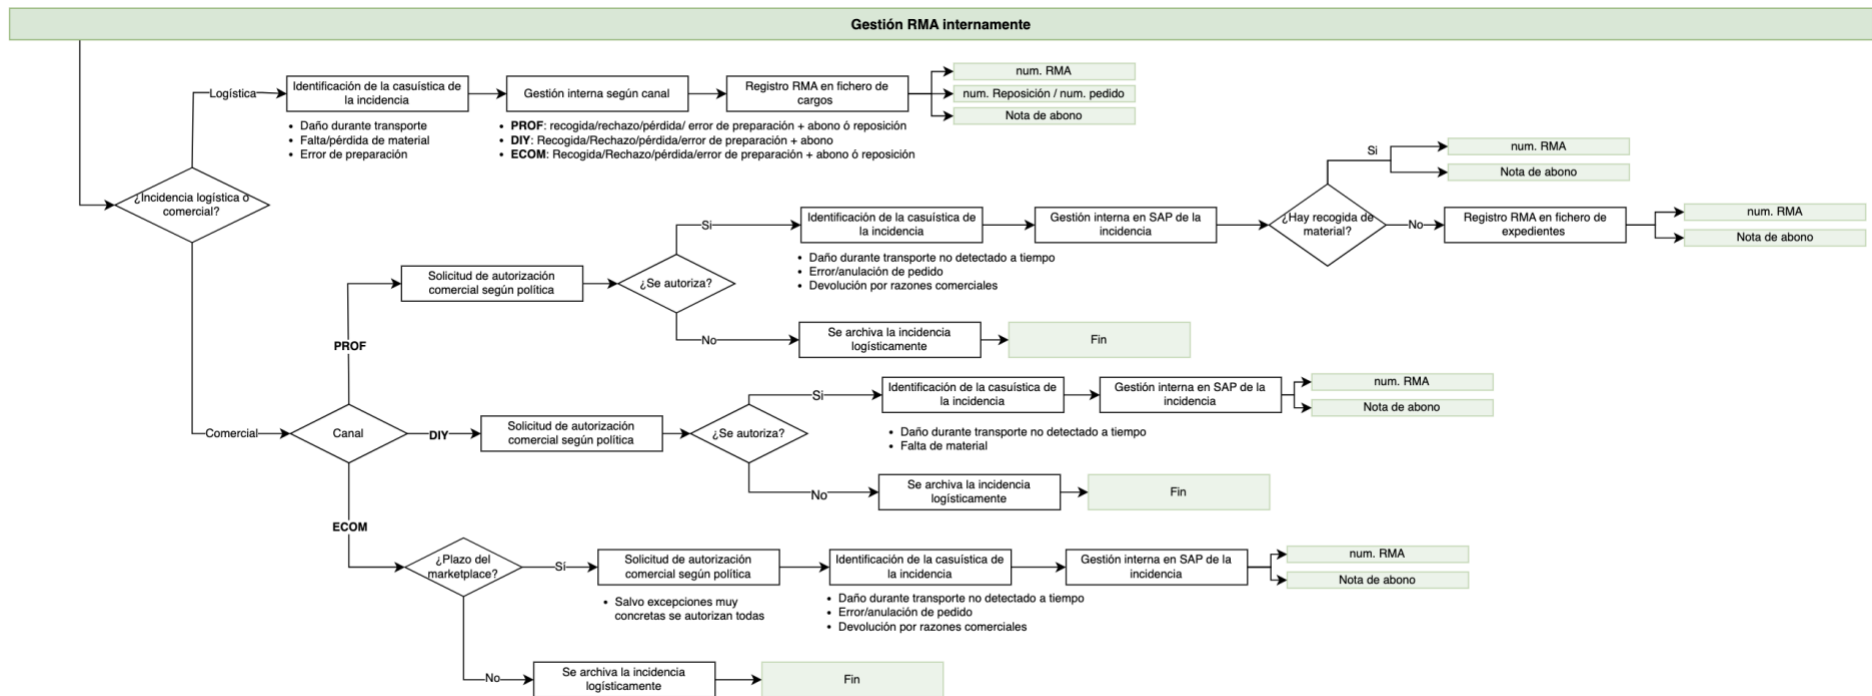 Gestión RMA internamente
Logística
Identificación de la casuística de
la incidencia
Gestión interna según canal
Registro RMA en fichero de
cargos
num. RMA
num. Reposición / num. pedido
Nota de abono
• Daño durante transporte
• Falta/pérdida de material
• Error de preparación
• PROF: recogida/rechazo/pérdida/ error de preparación + abono ó reposición
• DIY: Recogida/Rechazo/pérdida/error de preparación + abono
• ECOM: Recogida/Rechazo/pérdida/error de preparación + abono ó reposición
¿Incidencia logística o
comercial?
Si
Identificación de la casuística de
la incidencia
Gestión interna en SAP de la
incidencia
¿Hay recogida de
material?
Si
num. RMA
Nota de abono
No
Registro RMA en fichero de
expedientes
num. RMA
Nota de abono
• Daño durante transporte no detectado a tiempo
• Error/anulación de pedido
• Devolución por razones comerciales
Solicitud de autorización
comercial según política
¿Se autoriza?
No
Se archiva la incidencia
logísticamente
Fin
PROF
Comercial
Canal
DIY
Solicitud de autorización
comercial según política
¿Se autoriza?
Si
Identificación de la casuística de
la incidencia
Gestión interna en SAP de la
incidencia
num. RMA
Nota de abono
• Daño durante transporte no detectado a tiempo
• Falta de material
No
Se archiva la incidencia
logísticamente
Fin
ECOM
¿Plazo del
marketplace?
Sí
Solicitud de autorización
comercial según política
Identificación de la casuística de
la incidencia
Gestión interna en SAP de la
incidencia
num. RMA
Nota de abono
• Salvo excepciones muy
concretas se autorizan todas
• Daño durante transporte no detectado a tiempo
• Error/anulación de pedido
• Devolución por razones comerciales
No
Se archiva la incidencia
logísticamente
Fin